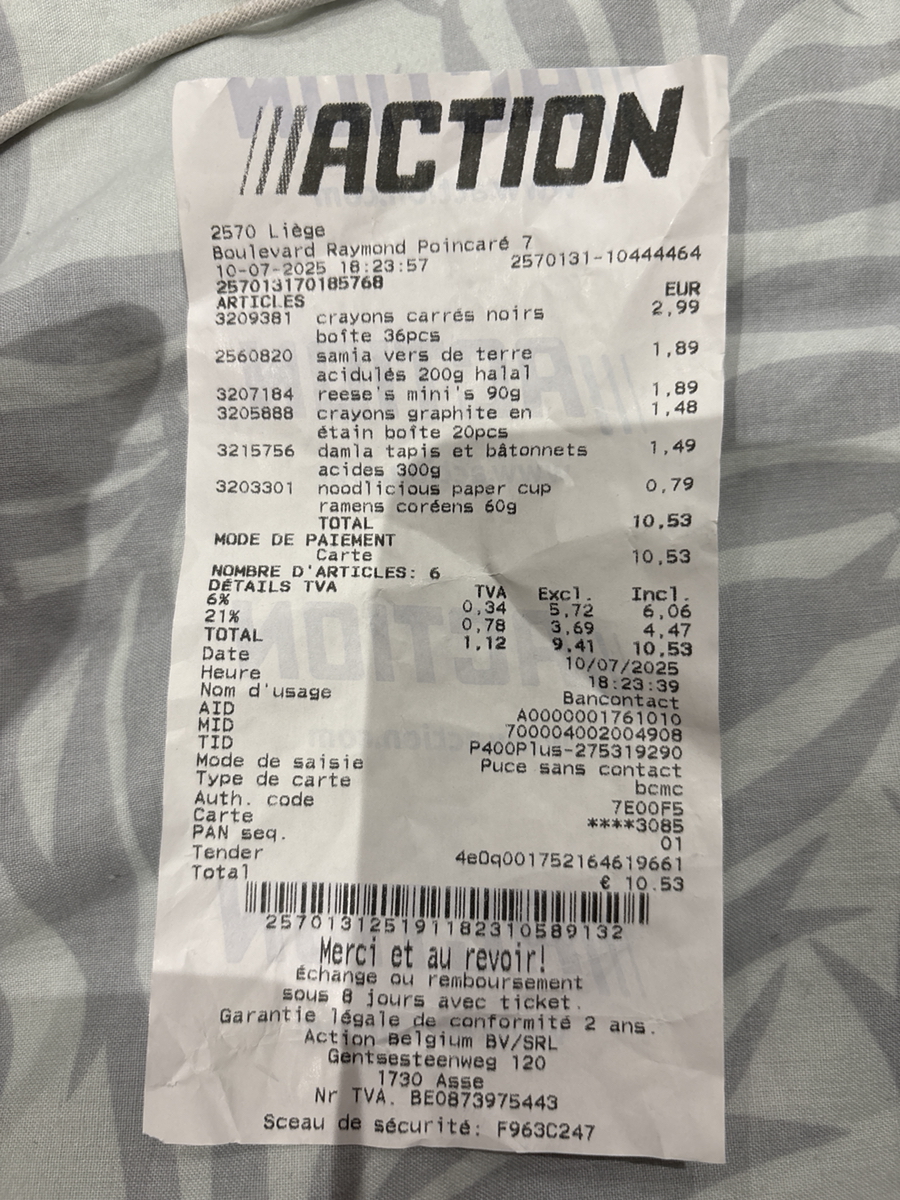 ACTION
2570 Liège
Boulevard Raymond Poincaré 7
10-07-2025 18:23:57 2570131-10444464
257013170185768
ARTICLES EUR
3209381 crayons carrés noirs 2,99
boîte 36pcs
2560820 samia vers de terre 1,89
acidulés 200g halal
3207184 reese's mini's 90g 1,89
3205888 crayons graphite en 1,48
étain boîte 20pcs
3215756 damla tapis et bâtonnets 1,49
acides 300g
3203301 noodlicious paper cup 0,79
ramens coréens 60g
TOTAL 10,53
MODE DE PAIEMENT
Carte 10,53
NOMBRE D'ARTICLES: 6
DÉTAILS TVA TVA Excl. Incl.
6% 0,34 5,72 6,06
21% 0,78 3,69 4,47
TOTAL 1,12 9,41 10,53
Date 10/07/2025
Heure 18:23:39
Nom d'usage Bancontact
AID A0000001761010
MID 700004002004908
TID P400Plus-275319290
Mode de saisie Puce sans contact
Type de carte bcmc
Auth. code 7E00F5
Carte ****3085
PAN seq. 01
Tender 4e0q001752164619661
Total € 10.53
257013125191182310589132
Merci et au revoir!
Échange ou remboursement
sous 8 jours avec ticket.
Garantie légale de conformité 2 ans.
Action Belgium BV/SRL
Gentsesteenweg 120
1730 Asse
Nr TVA. BE0873975443
Sceau de sécurité: F963C247